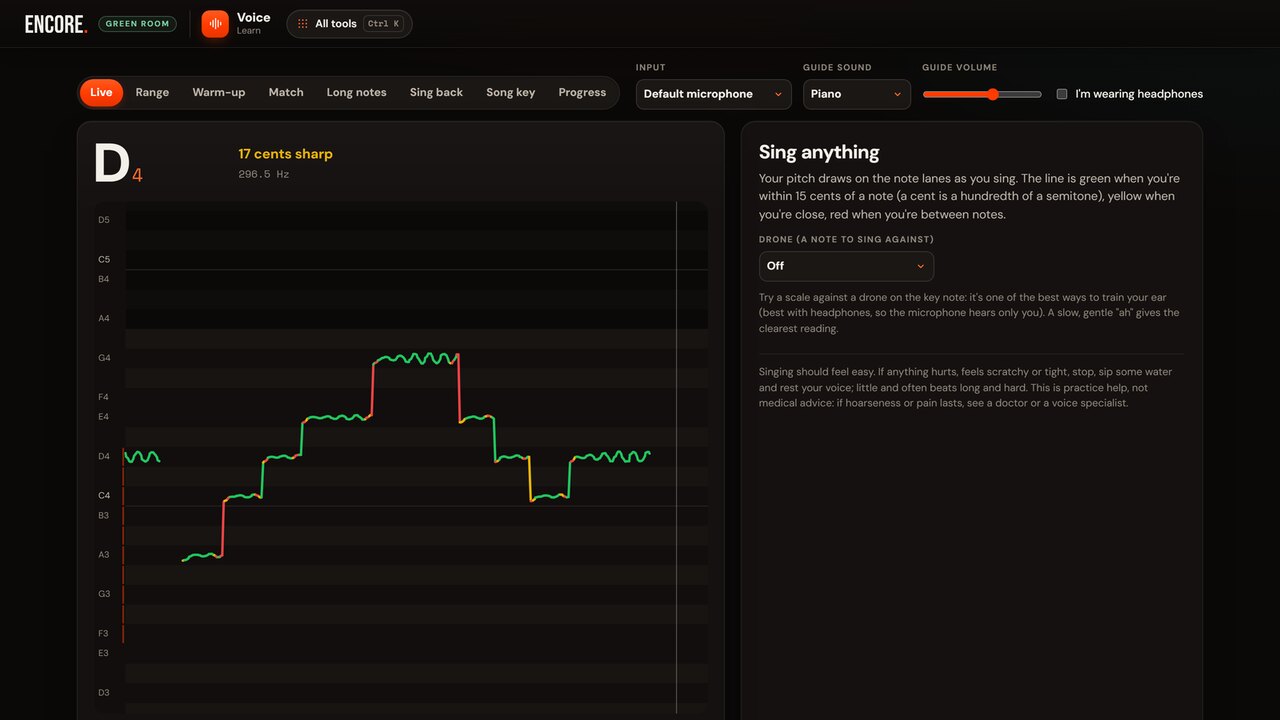 ENCORE.
GREEN ROOM
Voice
Learn
All tools
Ctrl K
Live
Range
Warm-up
Match
Long notes
Sing back
Song key
Progress
INPUT
Default microphone
GUIDE SOUND
Piano
GUIDE VOLUME
I'm wearing headphones
D4
17 cents sharp
296.5 Hz
D5
C5
B4
A4
G4
F4
E4
D4
C4
B3
A3
G3
F3
E3
D3
Sing anything
Your pitch draws on the note lanes as you sing. The line is green when you're
within 15 cents of a note (a cent is a hundredth of a semitone), yellow when
you're close, red when you're between notes.
DRONE (A NOTE TO SING AGAINST)
Off
Try a scale against a drone on the key note: it's one of the best ways to train your ear
(best with headphones, so the microphone hears only you). A slow, gentle "ah" gives the
clearest reading.
Singing should feel easy. If anything hurts, feels scratchy or tight, stop, sip some water
and rest your voice; little and often beats long and hard. This is practice help, not
medical advice: if hoarseness or pain lasts, see a doctor or a voice specialist.